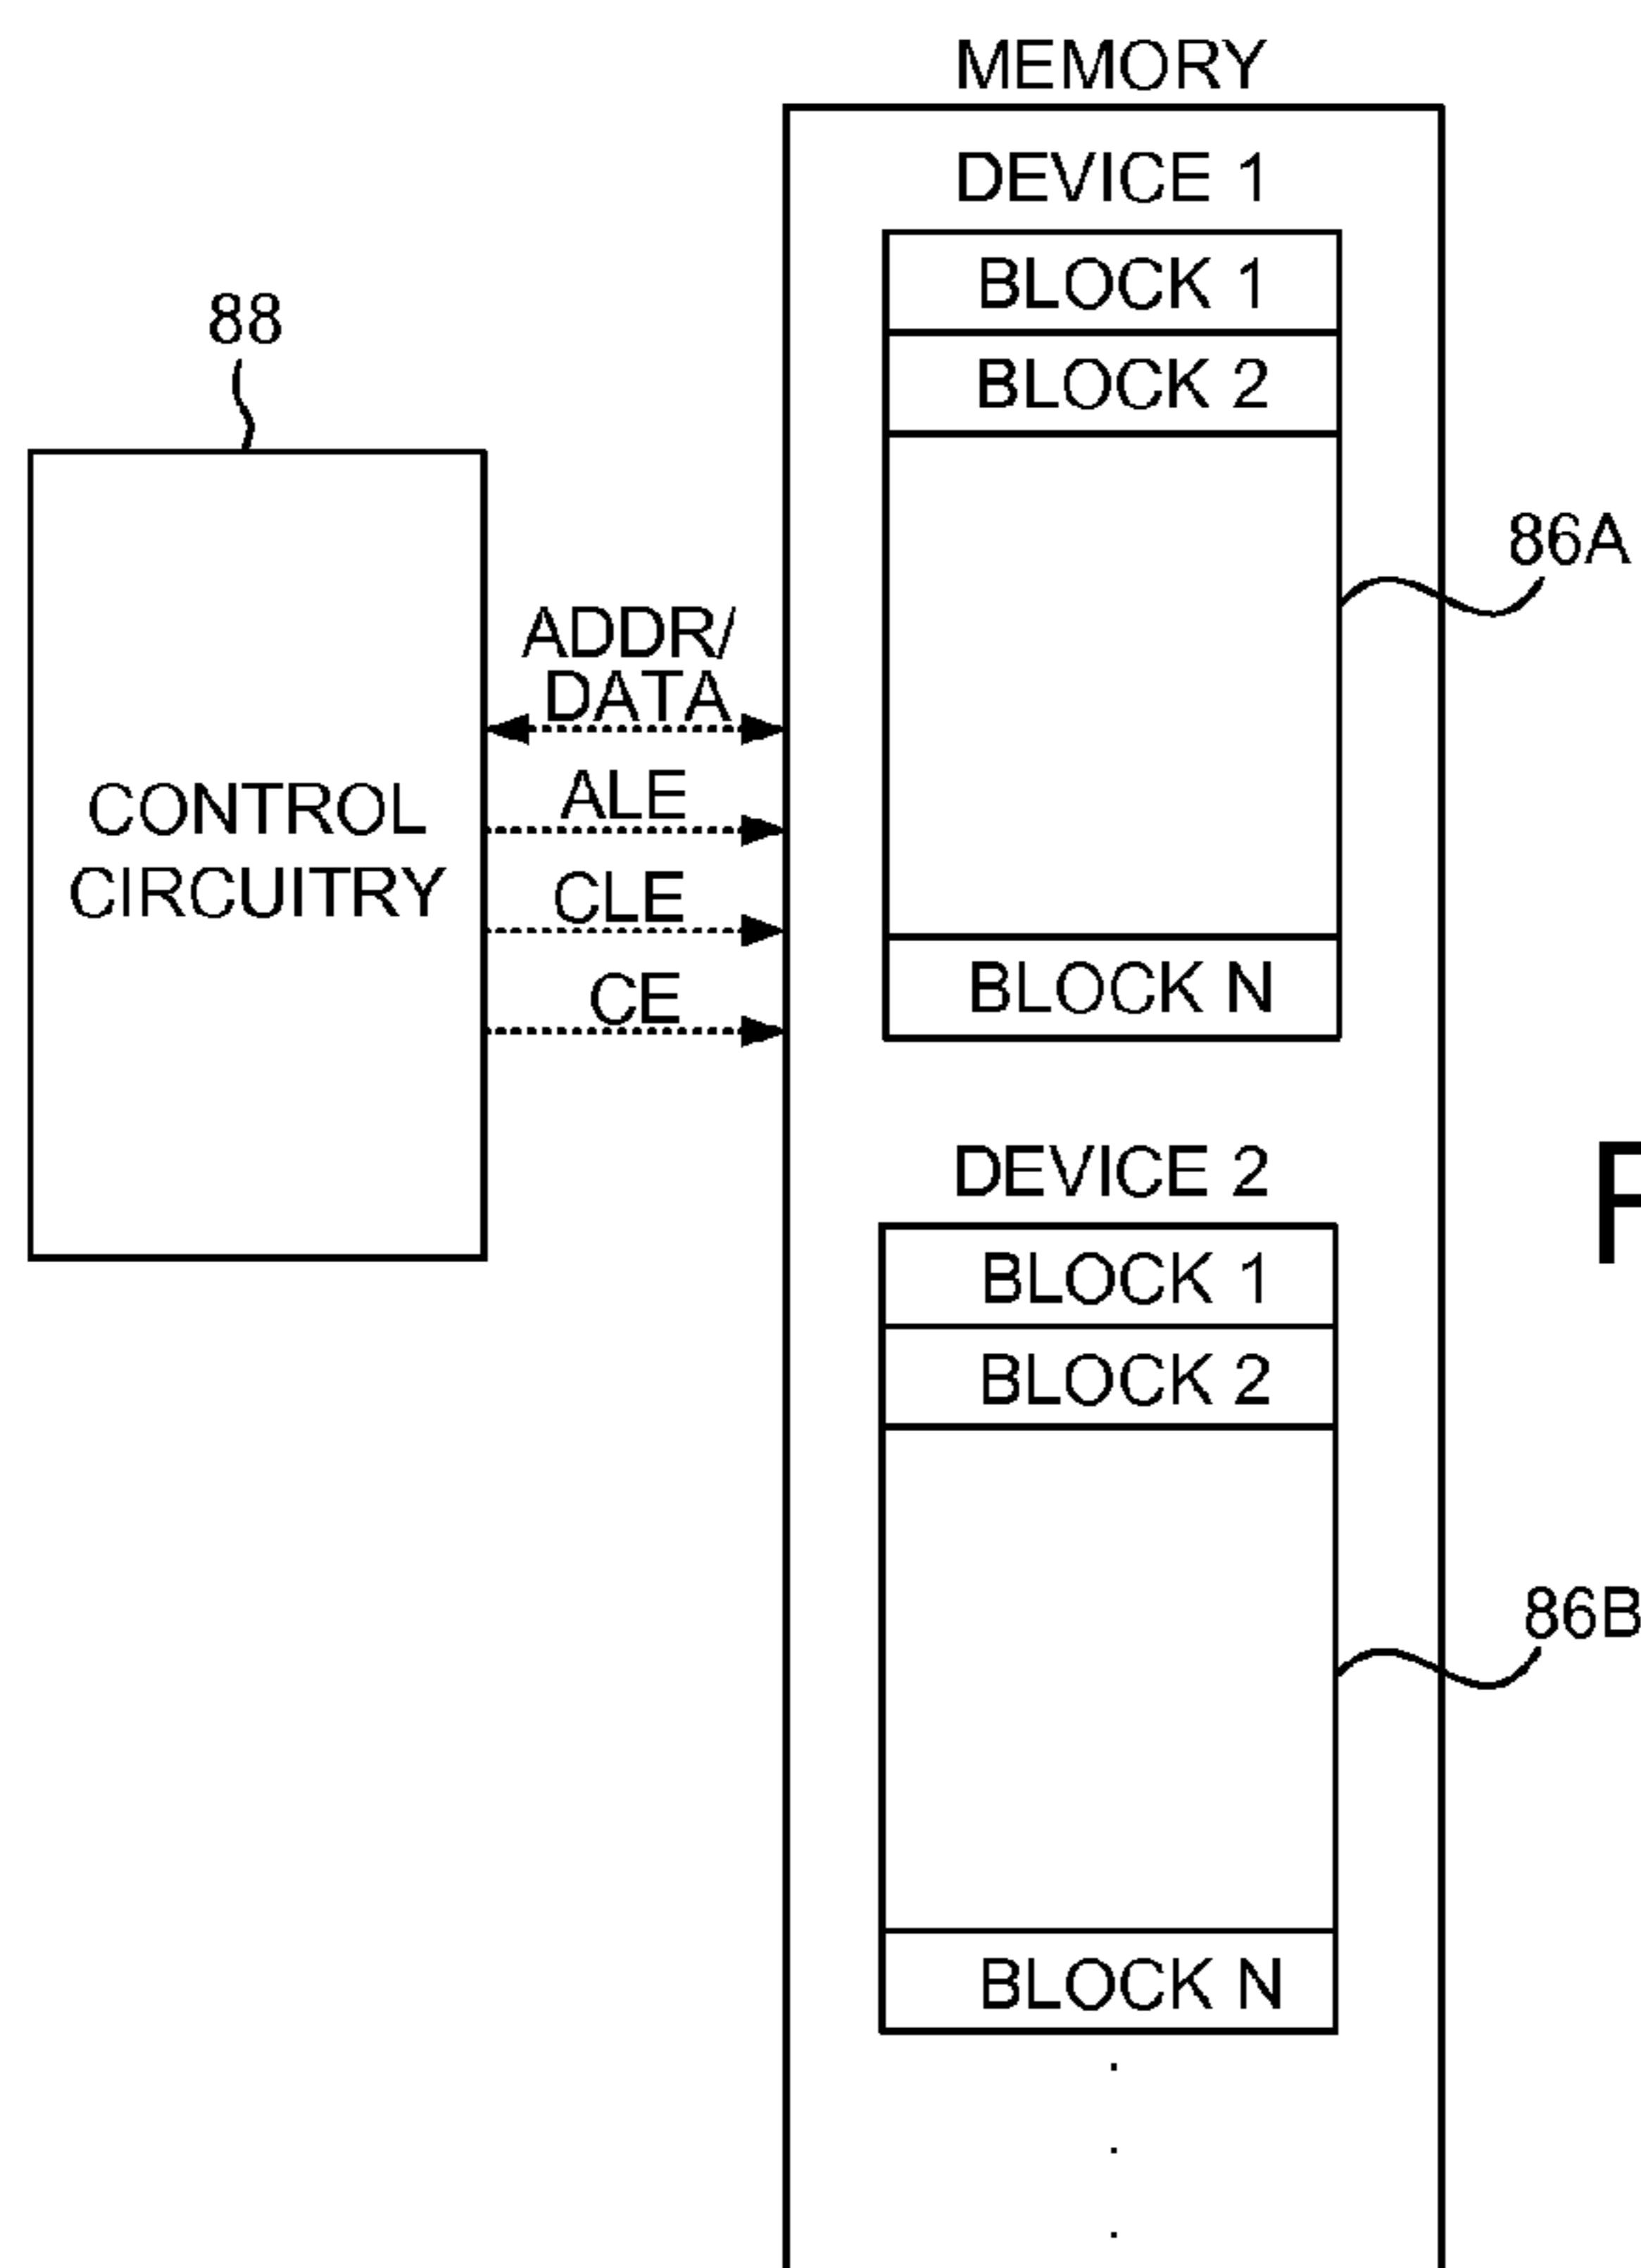 MEMORY
DEVICE 1
BLOCK 1
88
BLOCK 2
86A
ADDR/
DATA
ALE
CONTROL
CIRCUITRY
CLE
CE
BLOCK N
DEVICE 2
BLOCK 1
BLOCK 2
86B
BLOCK N